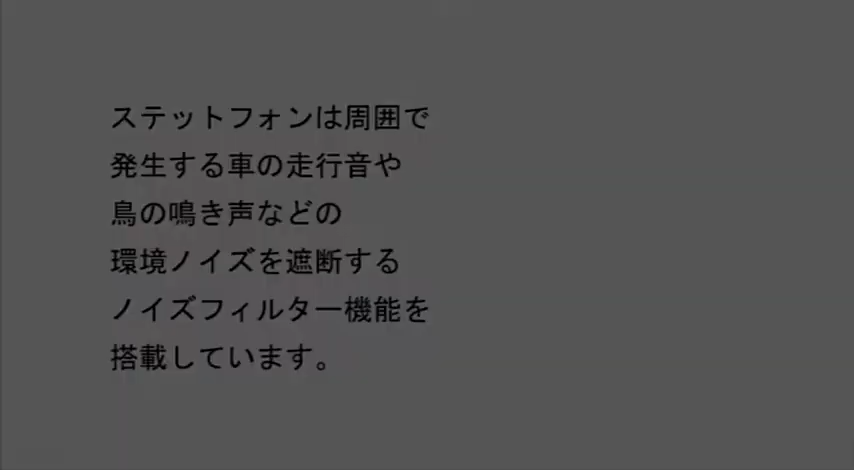 ステットフォンは周囲で
発生する車の走行音や
鳥の鳴き声などの
環境ノイズを遮断する
ノイズフィルター機能を
搭載しています。